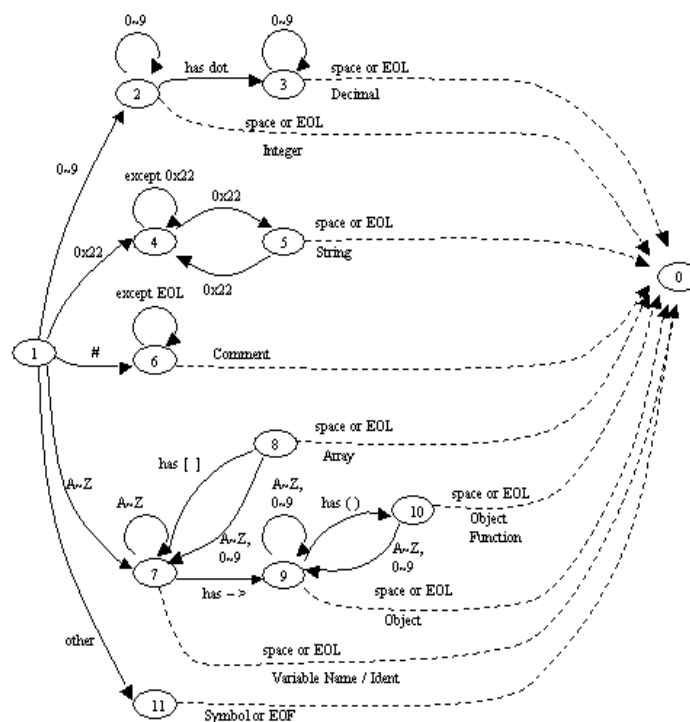 0~9
0~9
has dot
space or EOL
2
3
Decimal
space or EOL
Integer
0~9
except 0x22
0x22
space or EOL
4
5
String
0x22
0x22
0
except EOL
1
#
6
Comment
space or EOL
8
has [ ]
Array
A~Z
A~Z
A~Z,
0~9
has ( )
space or EOL
10
Object
Function
A~Z,
0~9
A~Z,
0~9
7
9
has – >
space or EOL
Object
other
space or EOL
Variable Name / Ident
11
Symbol or EOF